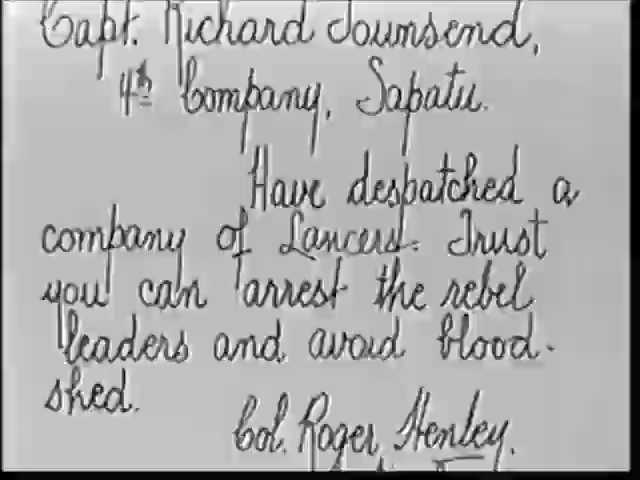 Capt. Richard Tounsend,
4th Company, Sapatu.
Have despatched a
company of Lancers. Trust
you can arrest the rebel
leaders and avoid blood-
shed.
Col. Roger Henley.